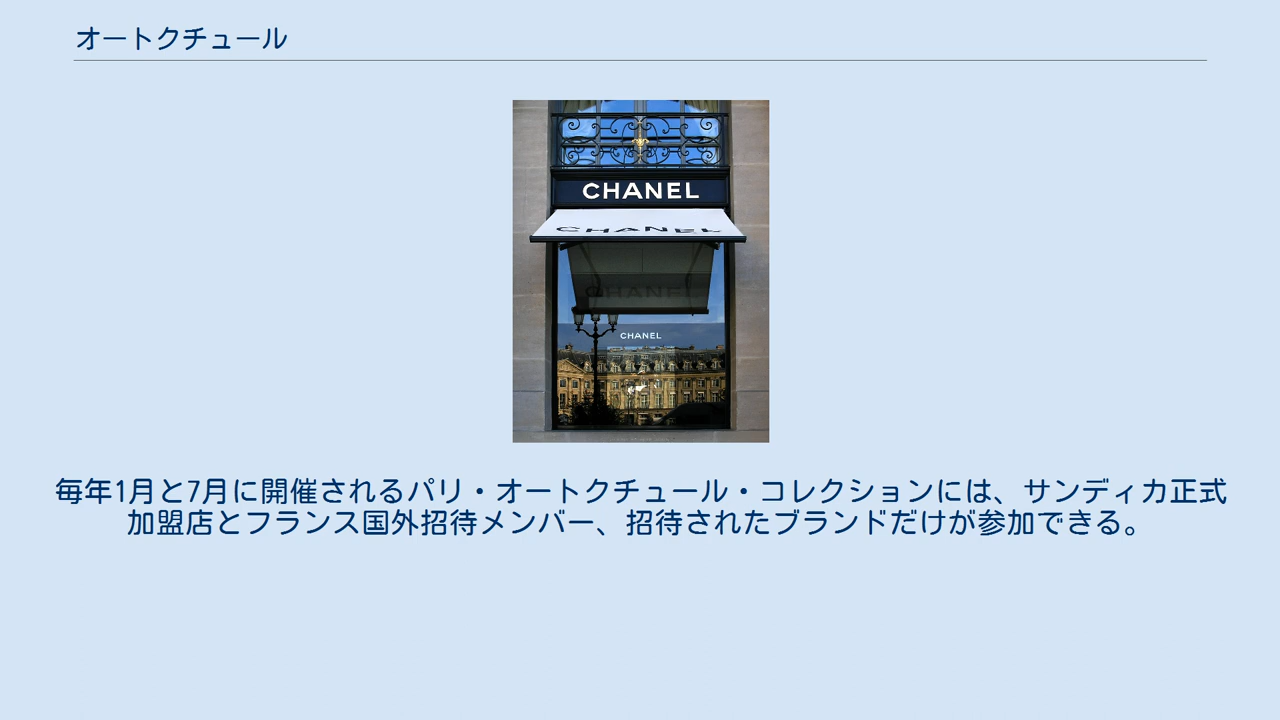 オートクチュール
CHANEL
CHANEL
CHANEL
CHANEL
毎年1月と7月に開催されるパリ・オートクチュール・コレクションには、サンディカ正式
加盟店とフランス国外招待メンバー、招待されたブランドだけが参加できる。